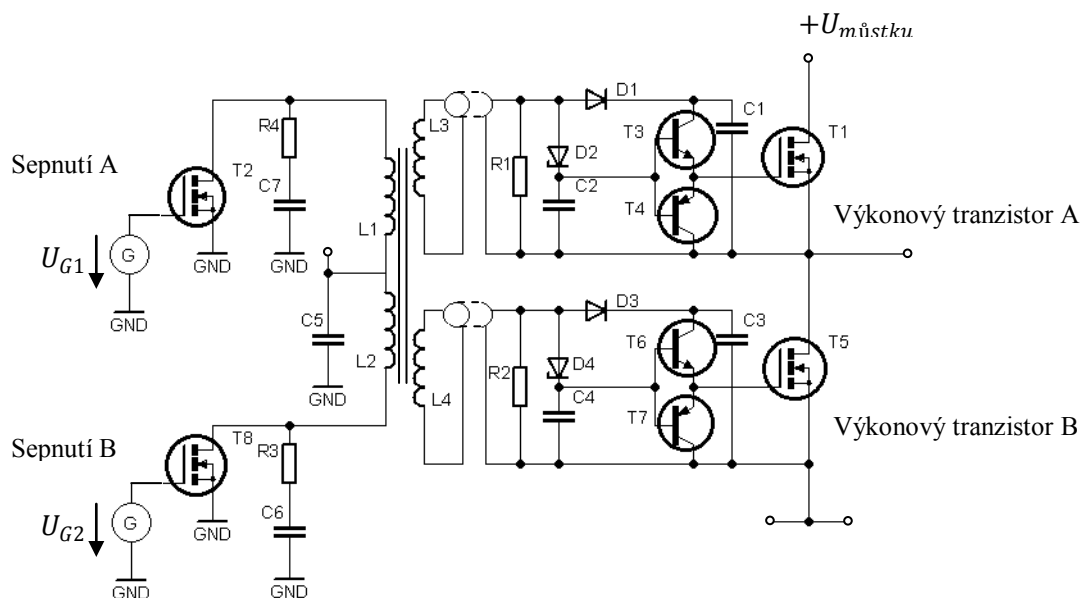 +U_můstku
Sepnutí A
U_G1
G
GND
T2
GND
R4
C7
GND
L1
C5
GND
L2
L3
R1
D2
C2
D1
T3
T4
C1
T1
Výkonový tranzistor A
Sepnutí B
U_G2
G
GND
T8
GND
R3
C6
GND
L4
R2
D4
C4
D3
T6
T7
C3
T5
Výkonový tranzistor B